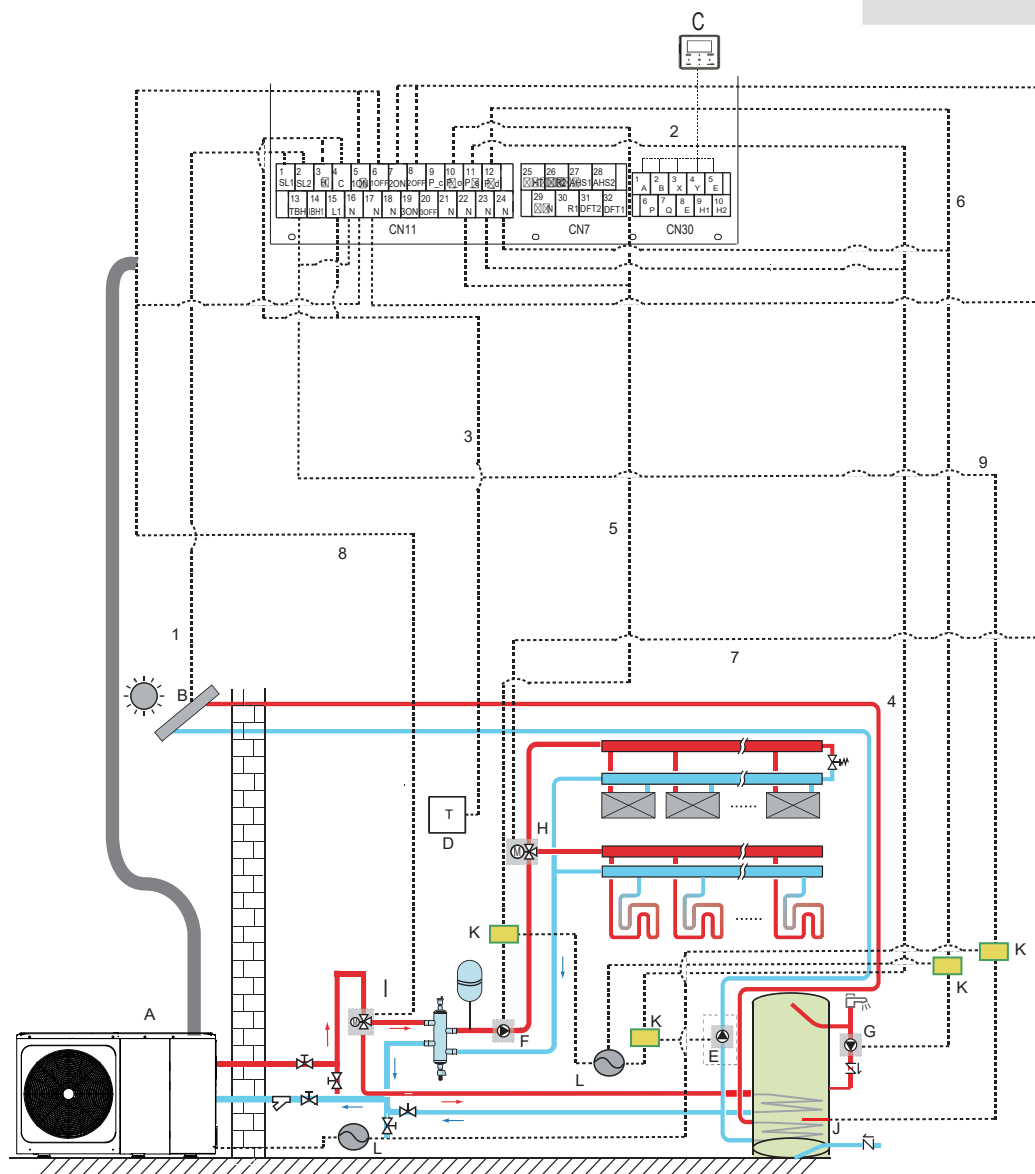 C
2
1 2 3 4 5 6 7 8 9 10 11 12
SL1 SL2 C 1OFF 2ON 2OFF P_c
13 14 15 16 17 18 19 20 21 22 23 24
TBH IBH1 L1 N N N 3ON 3OFF N N N N
CN11
25 26 27 28
AHS2
29 30 31 32
N R1 DFT2 DFT1
CN7
1 2 3 4 5
A B X Y E
6 7 8 9 10
P Q E H1 H2
CN30
6
3
9
5
8
1
7
B
4
T
D
H
M
K
K
K
A
I
M
F
K
E
G
L
J
L